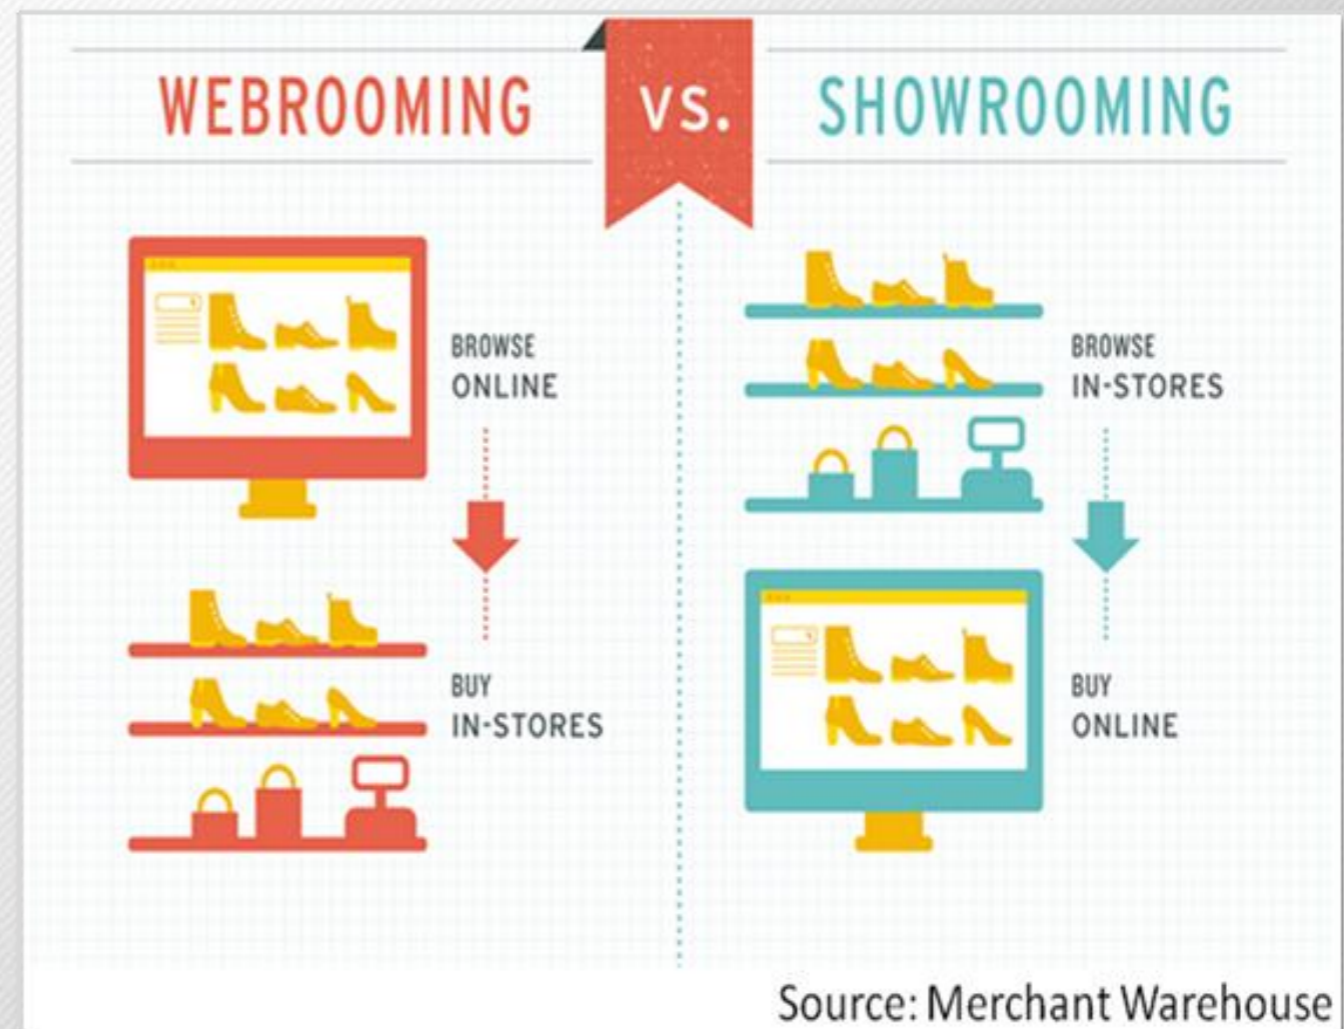 WEBROOMING
VS.
SHOWROOMING
BROWSE
ONLINE
BUY
IN-STORES
BROWSE
IN-STORES
BUY
ONLINE
Source: Merchant Warehouse